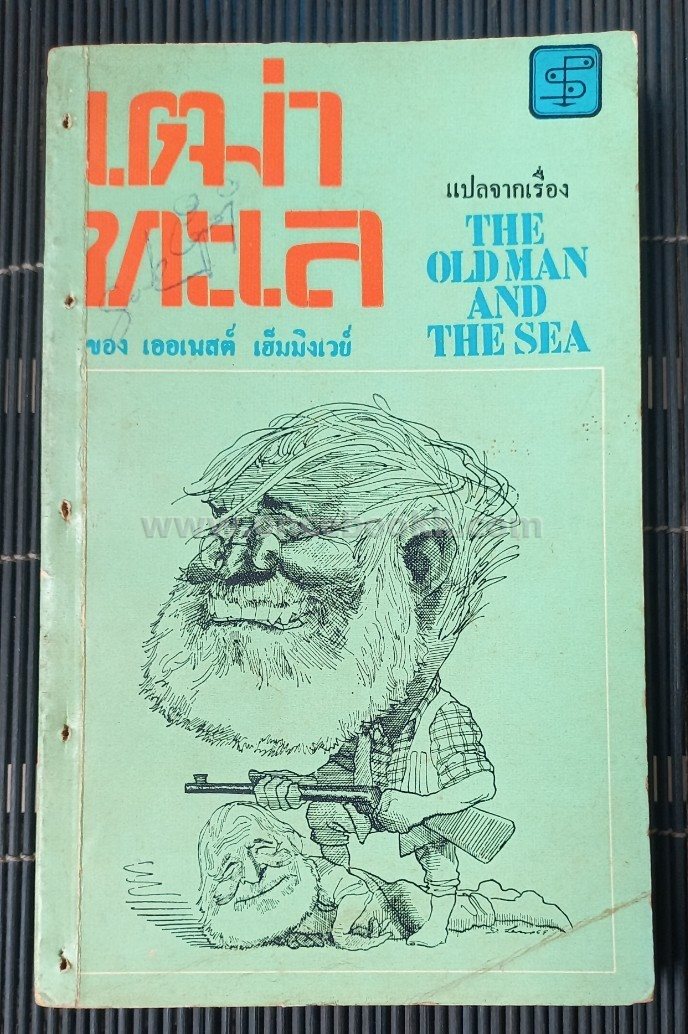 เฒ่า
ทะเล
ของ เออเนสต์ เฮ็มมิงเวย์
แปลจากเรื่อง
THE
OLD MAN
AND
THE SEA